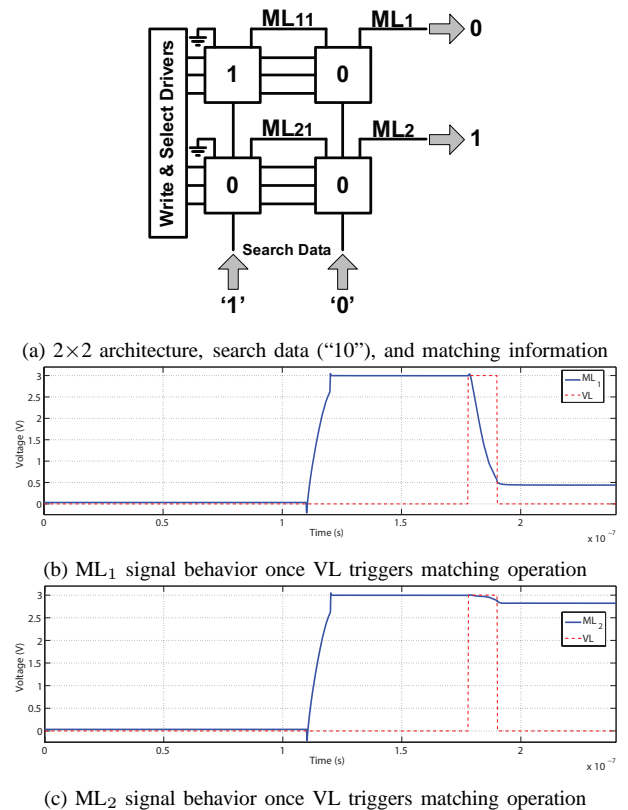 ML11 ML1 0
1 0
Write & Select Drivers
ML21 ML2 1
0 0
Search Data
'1' '0'
(a) 2×2 architecture, search data ("10"), and matching information
3
2.5
2
1.5
1
0.5
0
Voltage (V)
ML1
VL
0 0.5 1 1.5 2
Time (s)
x 10⁻⁷
(b) ML₁ signal behavior once VL triggers matching operation
3
2.5
2
1.5
1
0.5
0
Voltage (V)
ML2
VL
0 0.5 1 1.5 2
Time (s)
x 10⁻⁷
(c) ML₂ signal behavior once VL triggers matching operation